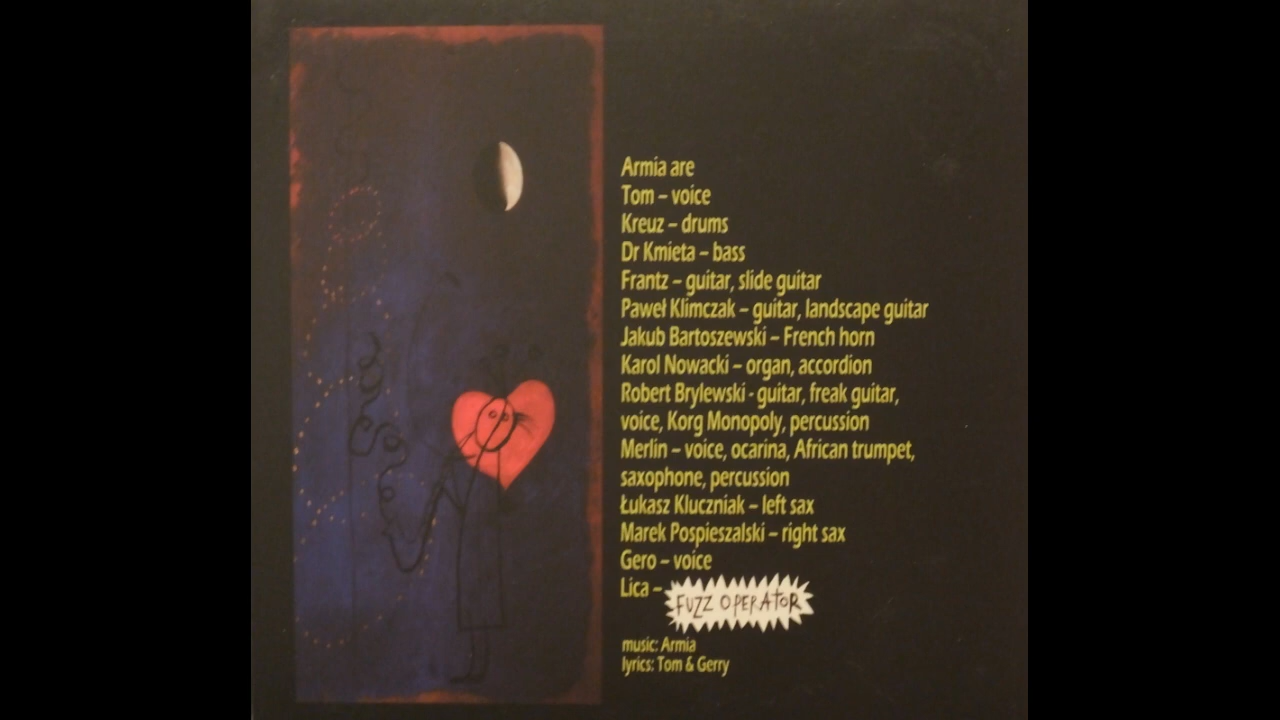 Armia are
Tom – voice
Kreuz – drums
Dr Kmieta – bass
Frantz – guitar, slide guitar
Paweł Klimczak – guitar, landscape guitar
Jakub Bartoszewski – French horn
Karol Nowacki – organ, accordion
Robert Brylewski - guitar, freak guitar,
voice, Korg Monopoly, percussion
Merlin – voice, ocarina, African trumpet,
saxophone, percussion
Łukasz Kluczniak – left sax
Marek Pospieszalski – right sax
Gero – voice
Lica – FUZZ OPERATOR
music: Armia
lyrics: Tom & Gerry